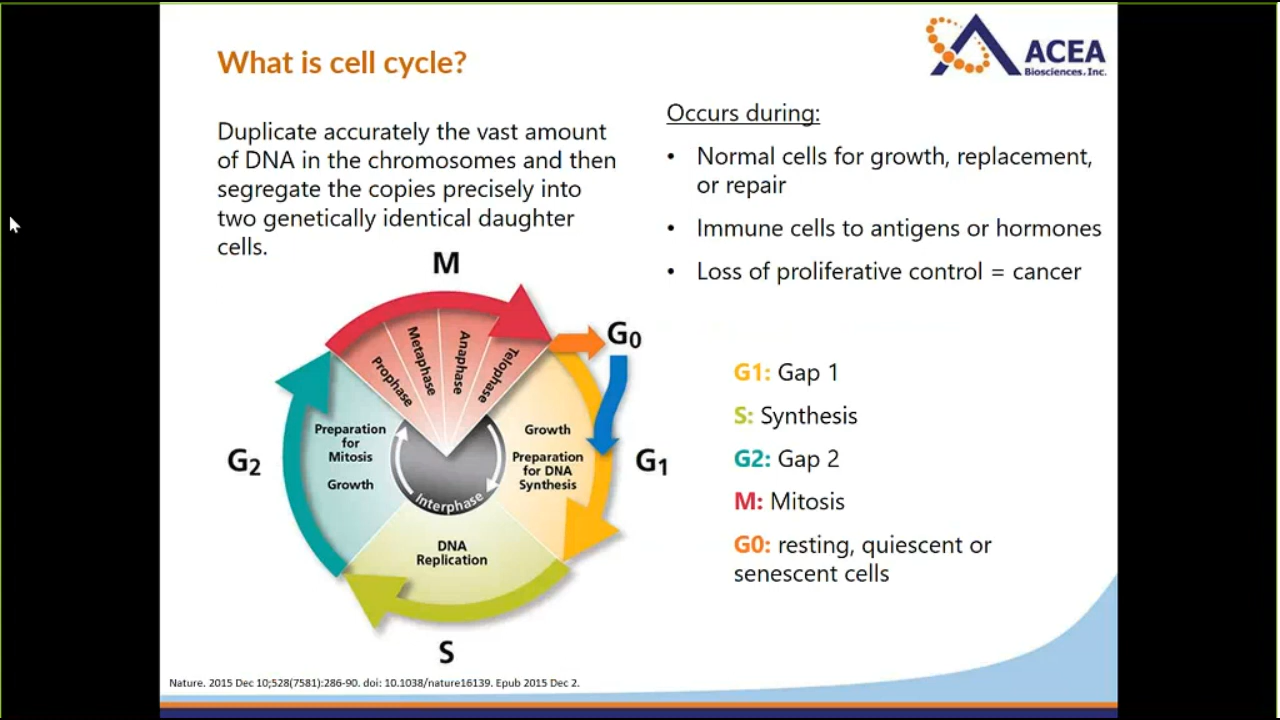 What is cell cycle?
ACEA
Biosciences, Inc.
Duplicate accurately the vast amount
of DNA in the chromosomes and then
segregate the copies precisely into
two genetically identical daughter
cells.
Occurs during:
• Normal cells for growth, replacement,
or repair
• Immune cells to antigens or hormones
• Loss of proliferative control = cancer
M
Prophase
Metaphase
Anaphase
Telophase
G0
G1
Growth
Preparation
for DNA
Synthesis
G2
Preparation
for
Mitosis
Growth
Interphase
DNA
Replication
S
G1: Gap 1
S: Synthesis
G2: Gap 2
M: Mitosis
G0: resting, quiescent or
senescent cells
Nature. 2015 Dec 10;528(7581):286-90. doi: 10.1038/nature16139. Epub 2015 Dec 2.